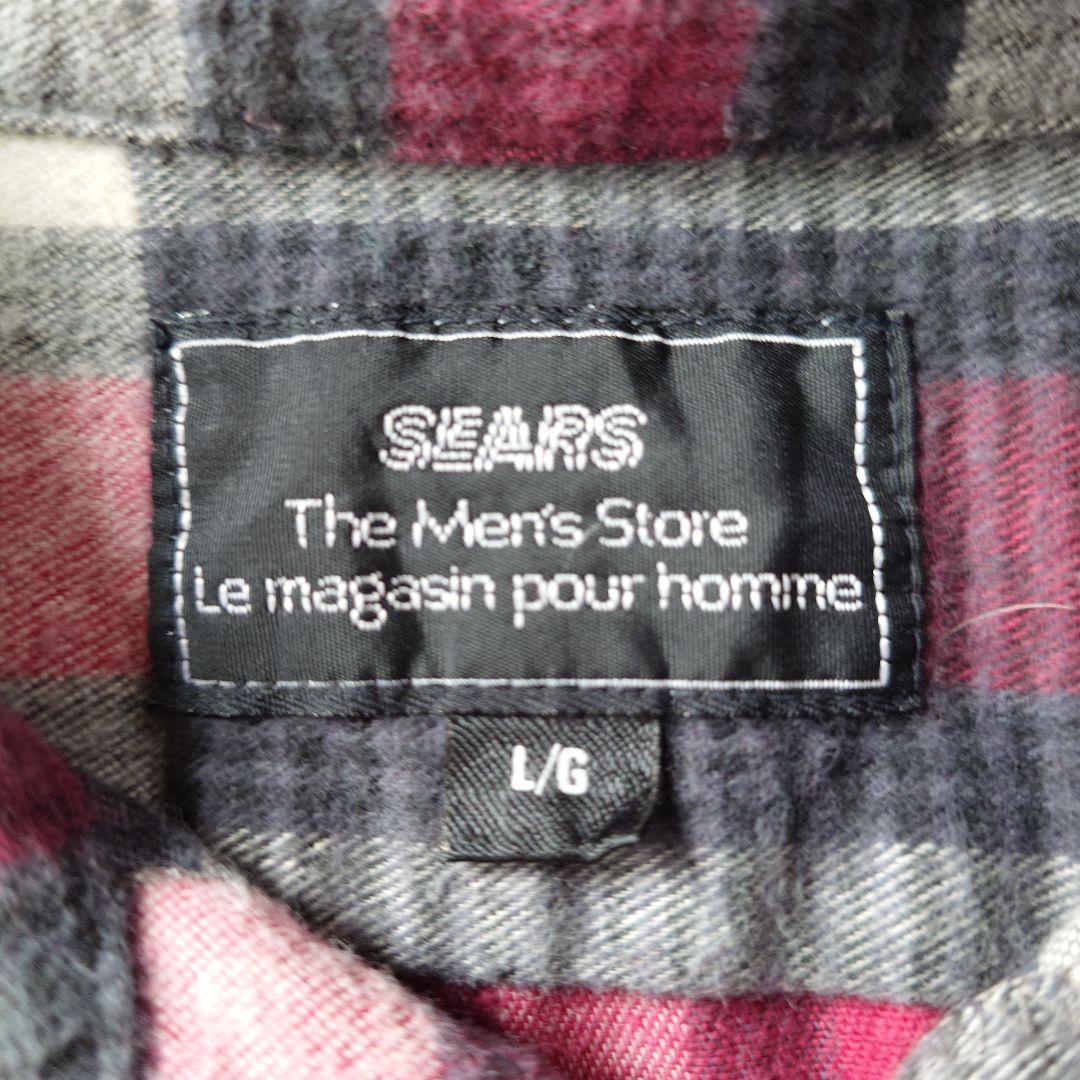 SEARS
The Men's Store
Le magasin pour homme
L/G